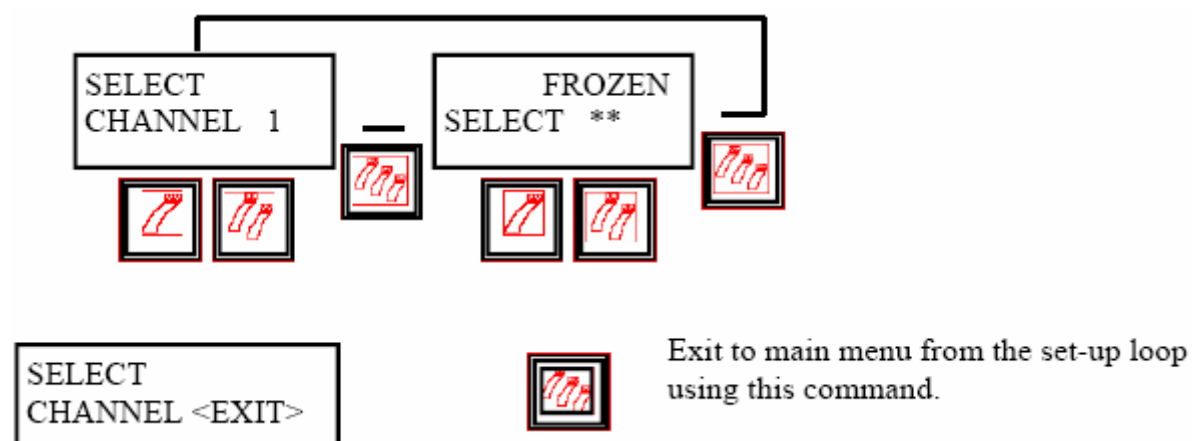 SELECT
CHANNEL 1
FROZEN
SELECT **
SELECT
CHANNEL <EXIT>
Exit to main menu from the set-up loop
using this command.